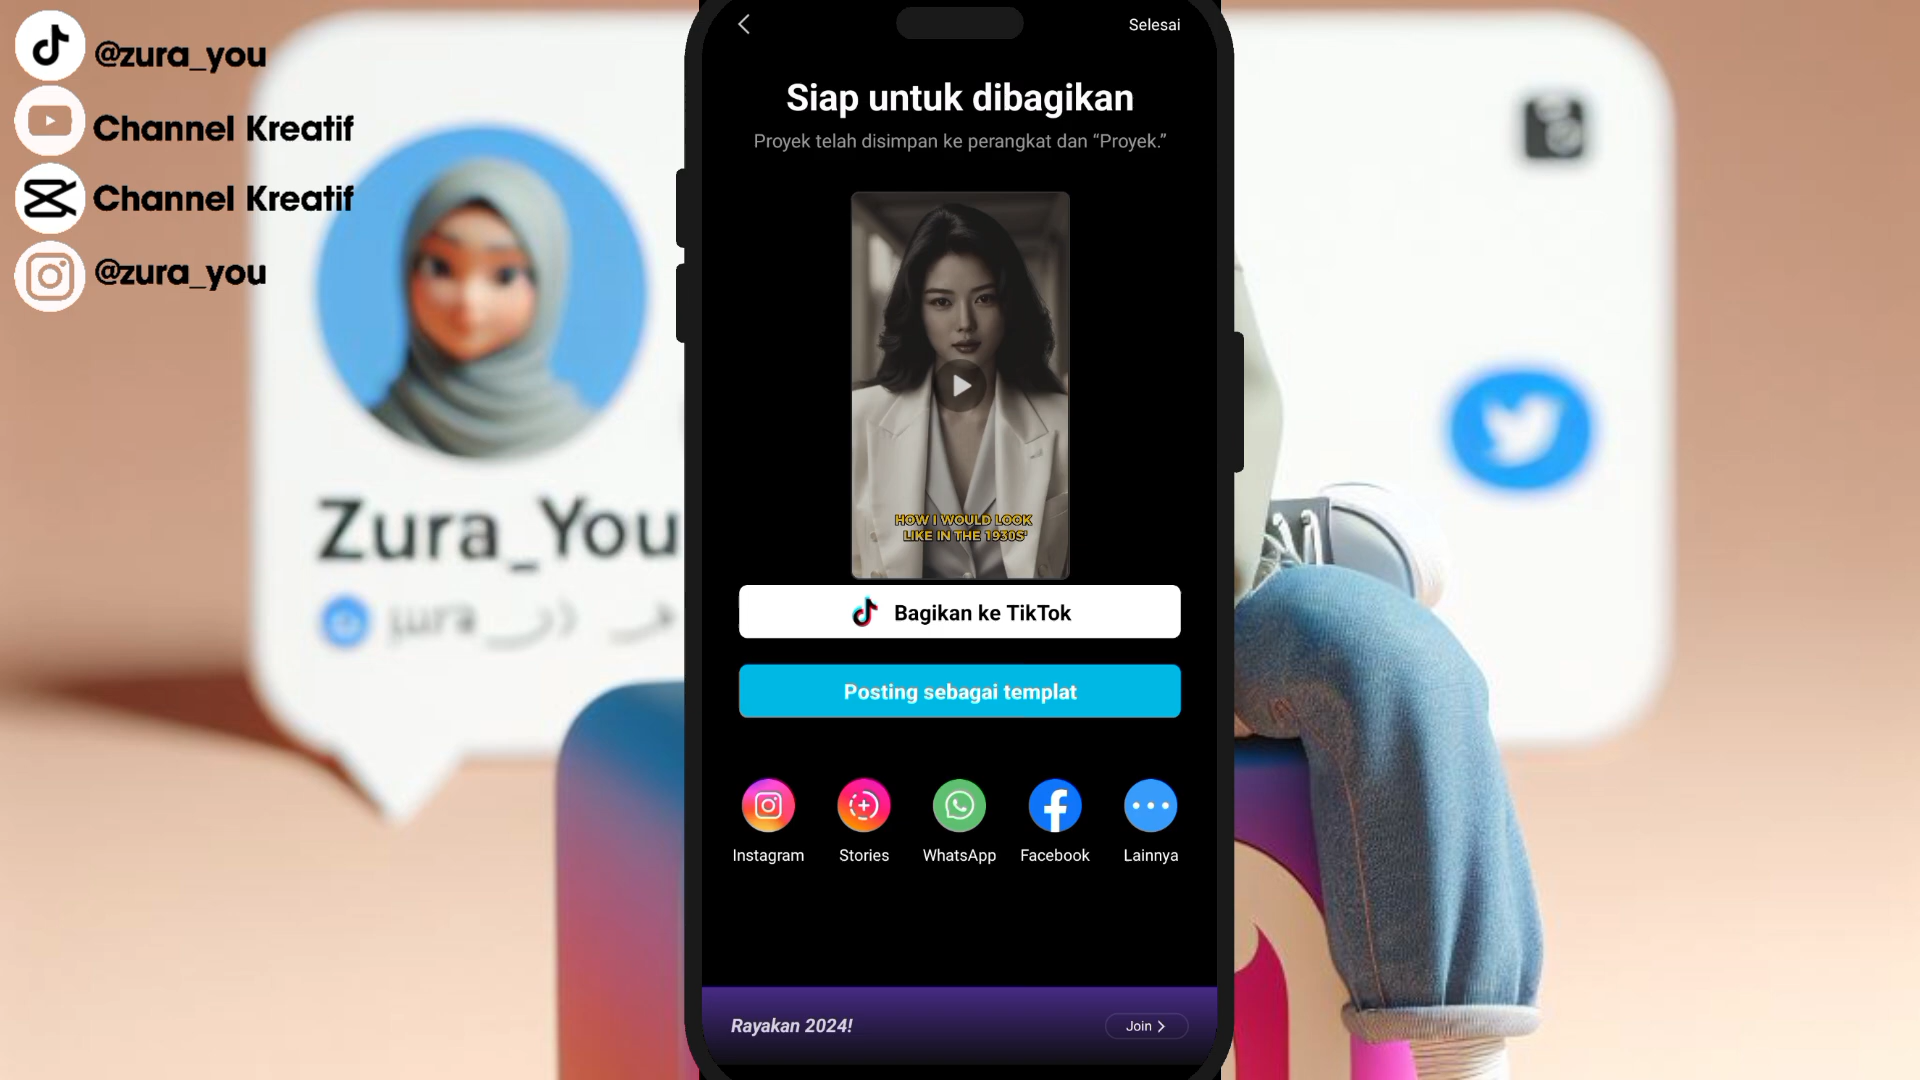 @zura_you
Channel Kreatif
Channel Kreatif
@zura_you
Zura_You
Selesai
Siap untuk dibagikan
Proyek telah disimpan ke perangkat dan “Proyek.”
HOW I WOULD LOOK
LIKE IN THE 1930S'
Bagikan ke TikTok
Posting sebagai templat
Instagram
Stories
WhatsApp
Facebook
Lainnya
Rayakan 2024!
Join